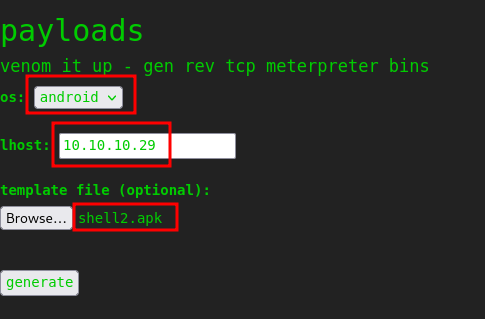 payloads
venom it up - gen rev tcp meterpreter bins
os: android
lhost: 10.10.10.29
template file (optional):
Browse... shell2.apk
generate